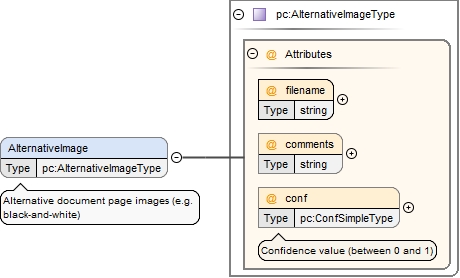 pc:AlternativeImageType
@ Attributes
@ filename
Type string
@ comments
Type string
AlternativeImage
Type pc:AlternativeImageType
Alternative document page images (e.g.
black-and-white)
@ conf
Type pc:ConfSimpleType
Confidence value (between 0 and 1)